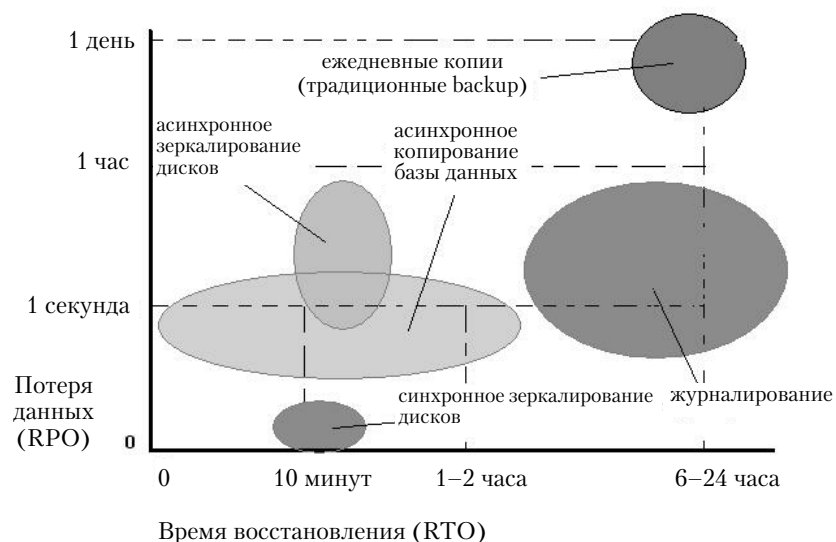 1 день
ежедневные копии
(традиционные backup)
асинхронное
зеркалирование
дисков
асинхронное
копирование
базы данных
1 час
1 секунда
Потеря
данных
(RPO)
0
синхронное зеркалирование
дисков
журналирование
0
10 минут
1–2 часа
6–24 часа
Время восстановления (RTO)